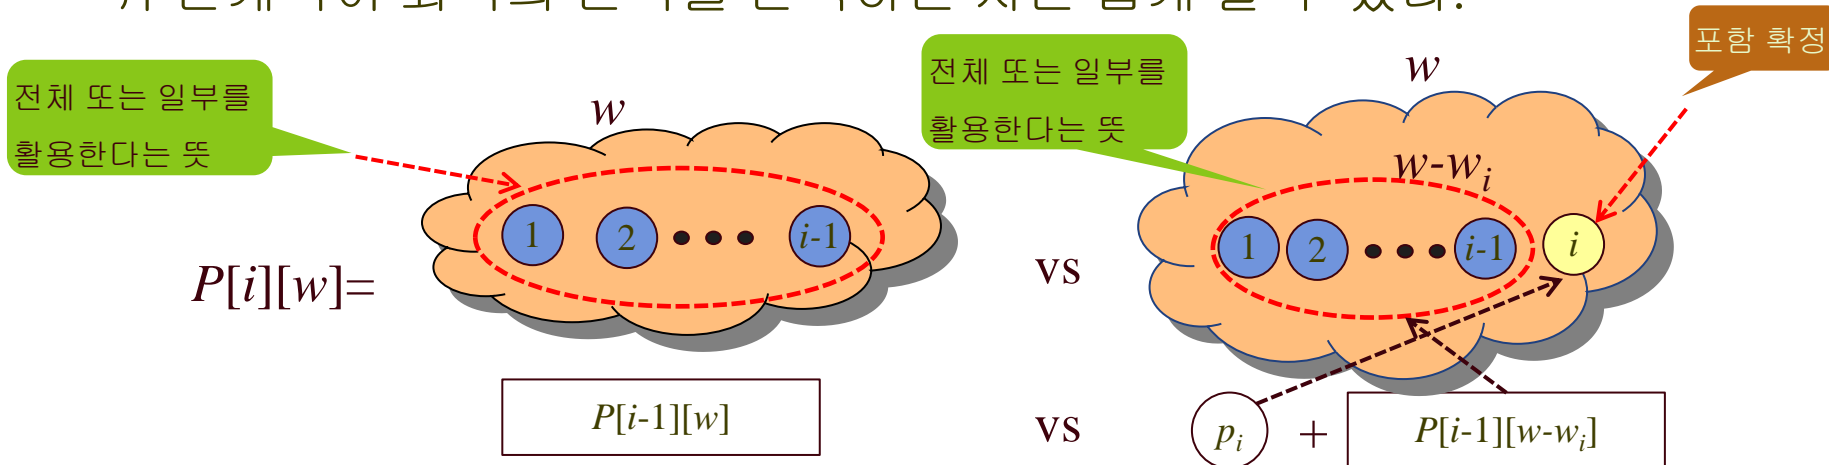 포함 확정
전체 또는 일부를
활용한다는 뜻
w
전체 또는 일부를
활용한다는 뜻
w
w-wi
1 2 i-1
1 2 i-1 i
P[i][w]=
vs
P[i-1][w]
vs
pi + P[i-1][w-wi]